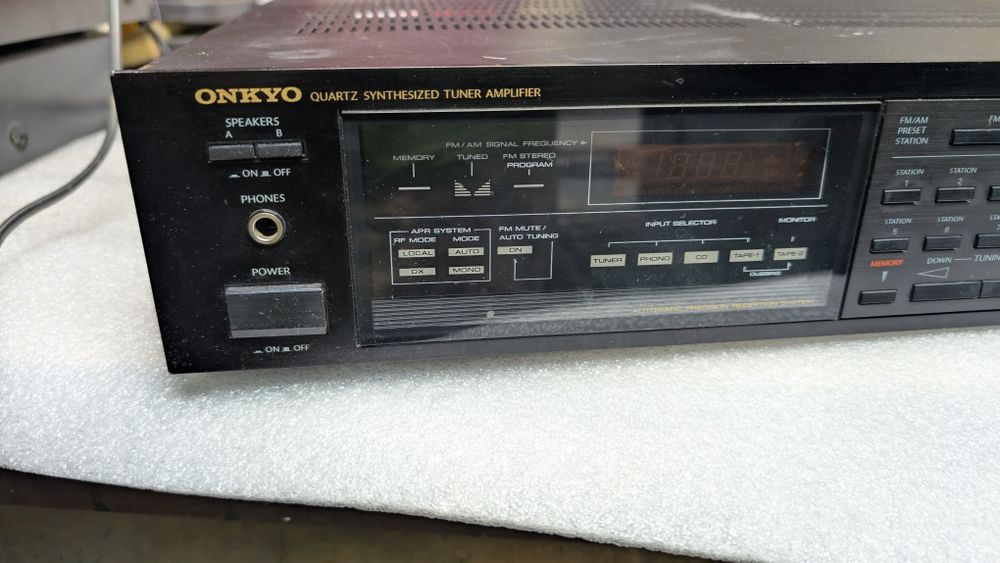 ONKYO QUARTZ SYNTHESIZED TUNER AMPLIFIER
SPEAKERS
A B
ON OFF
PHONES
POWER
ON OFF
FM / AM SIGNAL FREQUENCY
MEMORY TUNED FM STEREO
PROGRAM
APR SYSTEM
RF MODE MODE
LOCAL AUTO
DX MONO
FM MUTE /
AUTO TUNING
ON
INPUT SELECTOR MONITOR
TUNER PHONO CD TAPE-1 TAPE-2
DUBBING
AUTOMATIC PRECISION RECEPTION SYSTEM
FM/AM
PRESET
STATION
FM
STATION STATION
1 2
STATION STATION
5 6
MEMORY DOWN TUNING